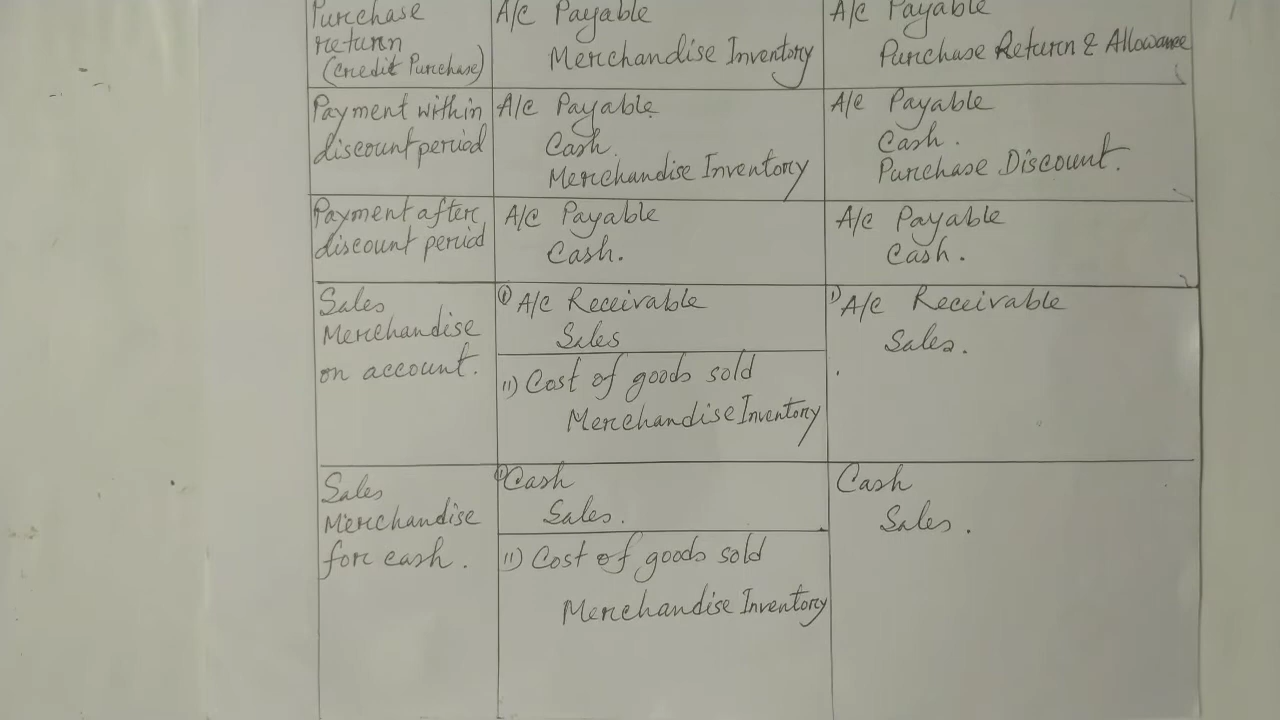 Purchase
return
(Credit Purchase)
A/C Payable
Merchandise Inventory
A/C Payable
Purchase Return & Allowance
Payment within
discount period
A/C Payable
Cash.
Merchandise Inventory
A/C Payable
Cash.
Purchase Discount.
Payment after
discount period
A/C Payable
Cash.
A/C Payable
Cash.
Sales
Merchandise
on account.
i) A/C Receivable
Sales
ii) Cost of goods sold
Merchandise Inventory
i) A/C Receivable
Sales.
Sales
Merchandise
for cash.
i) Cash
Sales.
ii) Cost of goods sold
Merchandise Inventory
Cash
Sales.